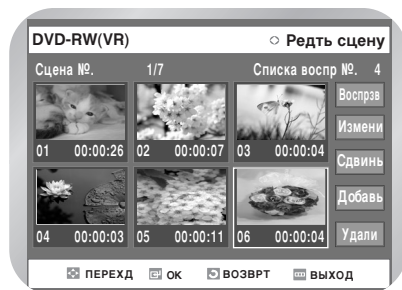 DVD-RW(VR) Редть сцену
Сцена №. 1/7 Списка воспр №. 4
Воспрзв
Измени
01 00:00:26 02 00:00:07 03 00:00:04
Сдвинь
Добавь
04 00:00:03 05 00:00:11 06 00:00:04 Удали
ПЕРЕХД ОК ВОЗВРТ ВЫХОД